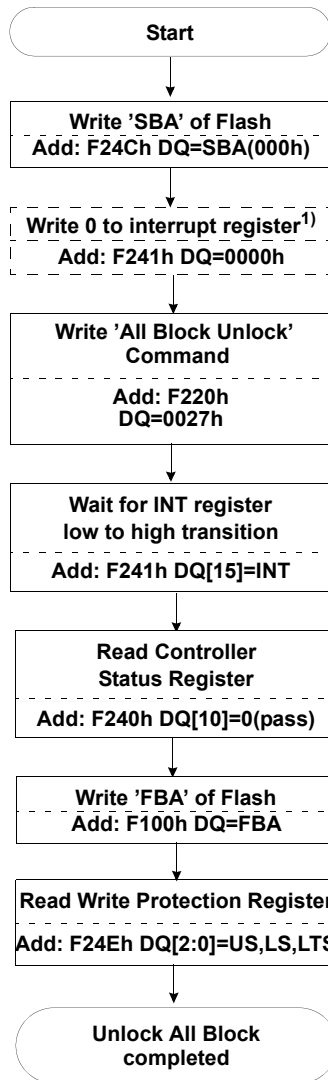 Start
Write ’SBA’ of Flash
Add: F24Ch DQ=SBA(000h)
Write 0 to interrupt register1)
Add: F241h DQ=0000h
Write ’All Block Unlock’
Command
Add: F220h
DQ=0027h
Wait for INT register
low to high transition
Add: F241h DQ[15]=INT
Read Controller
Status Register
Add: F240h DQ[10]=0(pass)
Write ’FBA’ of Flash
Add: F100h DQ=FBA
Read Write Protection Register
Add: F24Eh DQ[2:0]=US,LS,LTS
Unlock All Block
completed